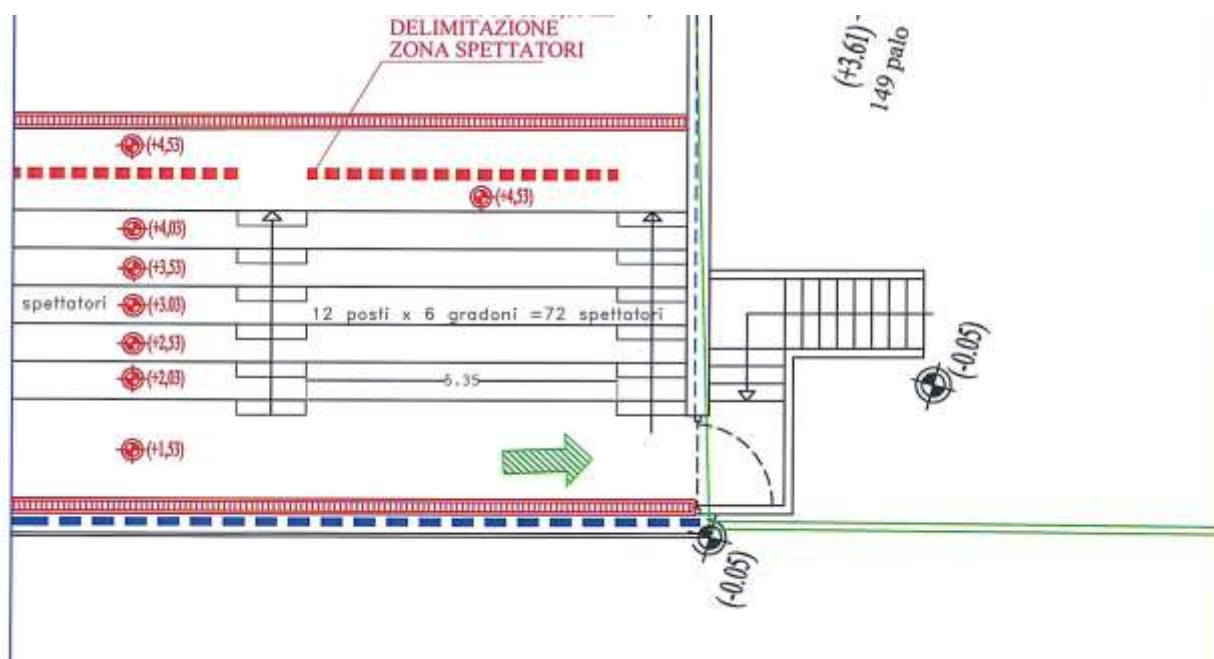 DELIMITAZIONE
ZONA SPETTATORI
(+3.61)
149 palo
(+4,53)
(+4,53)
(+4,03)
(+3,53)
spettatori
(+3.03)
12 posti x 6 gradoni =72 spettatori
(+2,53)
(+2,03)
5.35
(+1,53)
(-0.05)
(-0.05)